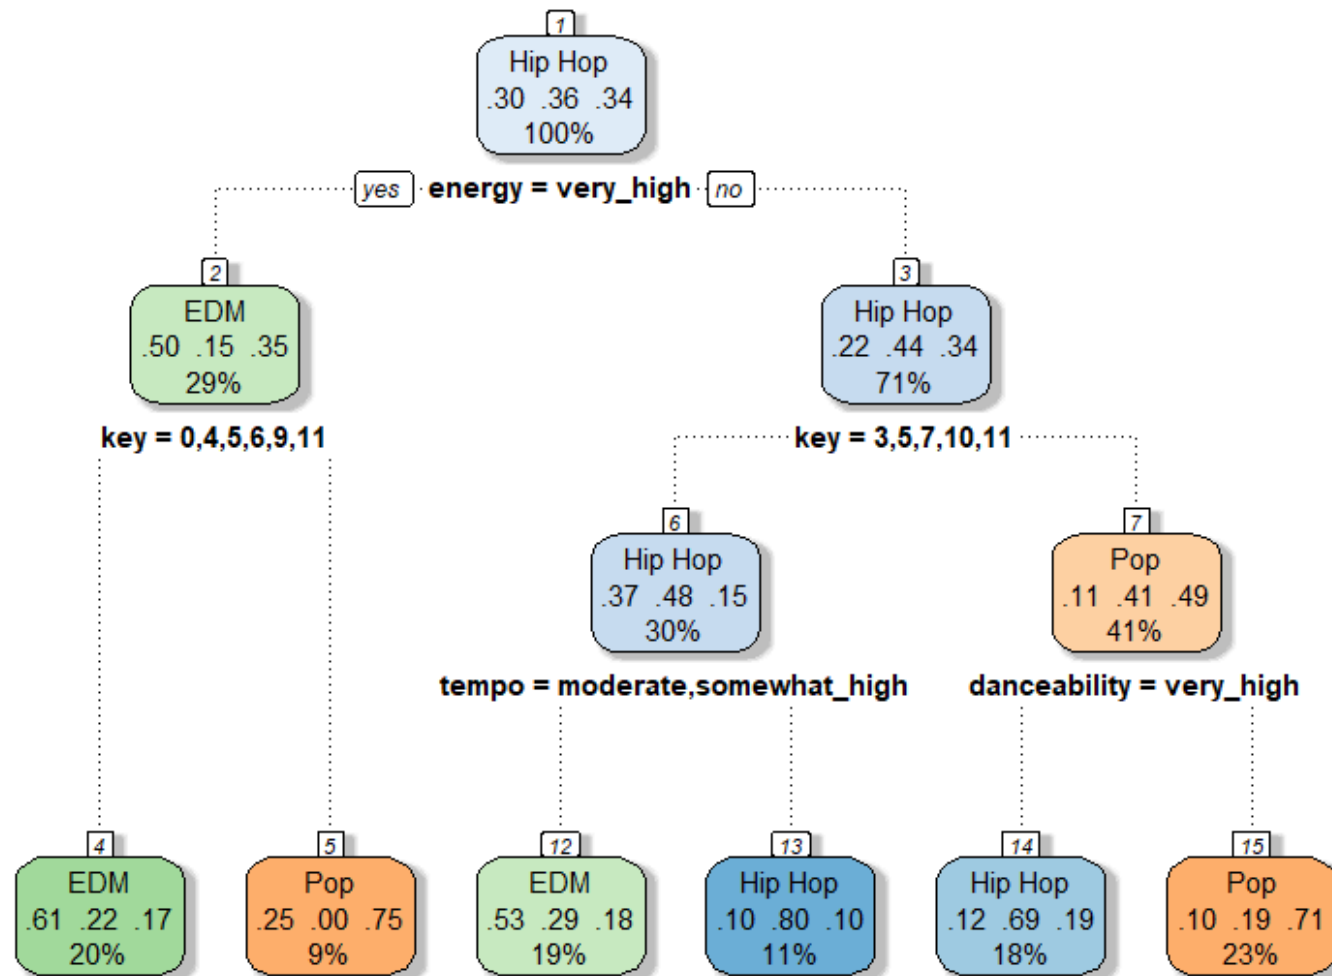 1
Hip Hop
.30 .36 .34
100%
yes energy = very_high no
2
EDM
.50 .15 .35
29%
3
Hip Hop
.22 .44 .34
71%
key = 0,4,5,6,9,11
key = 3,5,7,10,11
6
Hip Hop
.37 .48 .15
30%
7
Pop
.11 .41 .49
41%
tempo = moderate,somewhat_high
danceability = very_high
4
EDM
.61 .22 .17
20%
5
Pop
.25 .00 .75
9%
12
EDM
.53 .29 .18
19%
13
Hip Hop
.10 .80 .10
11%
14
Hip Hop
.12 .69 .19
18%
15
Pop
.10 .19 .71
23%